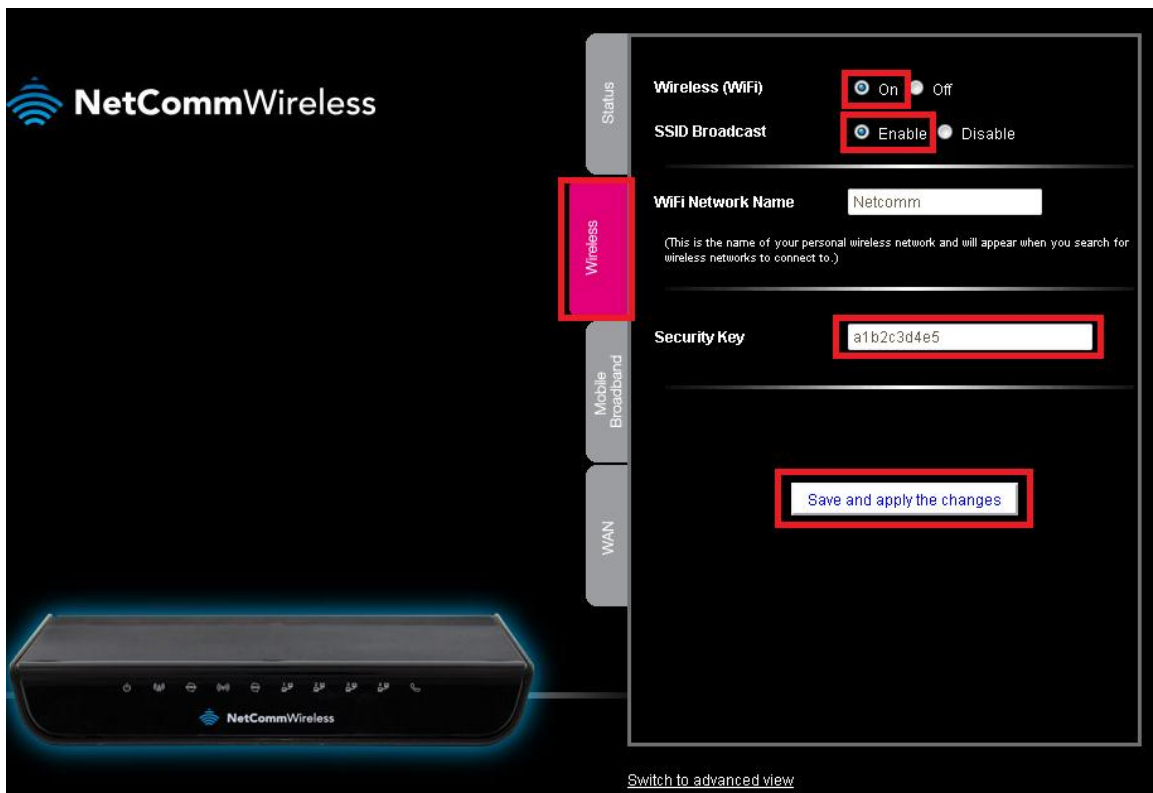 NetCommWireless
Status
Wireless
Mobile
Broadband
WAN
Wireless (WiFi) On Off
SSID Broadcast Enable Disable
WiFi Network Name Netcomm
(This is the name of your personal wireless network and will appear when you search for
wireless networks to connect to.)
Security Key a1b2c3d4e5
Save and apply the changes
NetCommWireless
Switch to advanced view